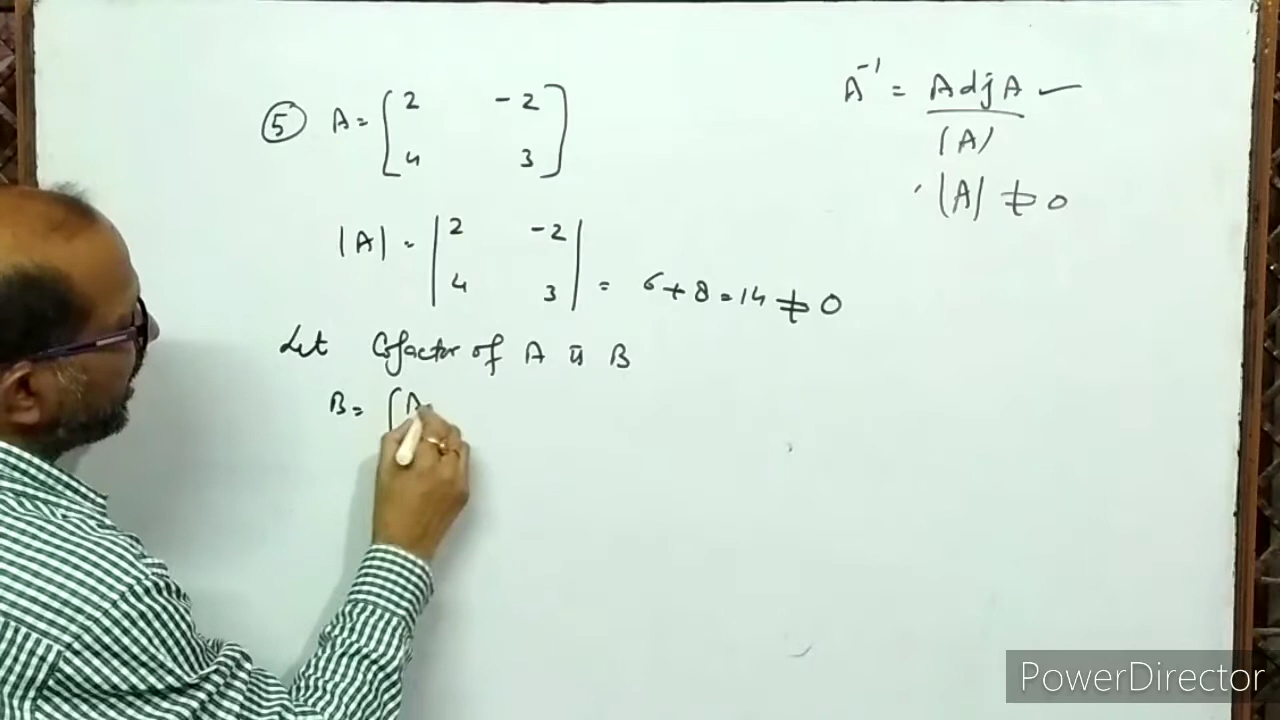 ⑤ A = [ 2 -2
4 3 ]
|A| = | 2 -2
4 3 | = 6 + 8 = 14 ≠ 0
Let Cofactor of A is B
B = [ A
A⁻¹ = Adj A
|A|
|A| ≠ 0
PowerDirector